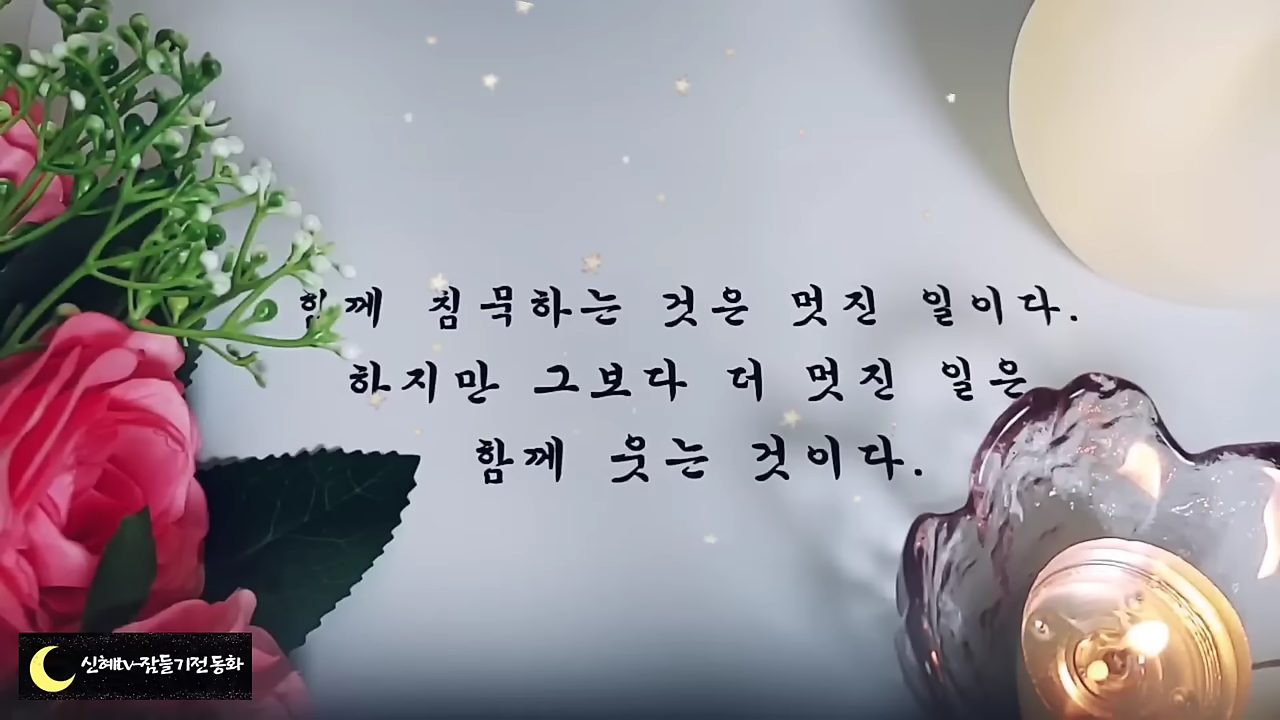 함께 침묵하는 것은 멋진 일이다.
하지만 그보다 더 멋진 일은
함께 웃는 것이다.
신혜tv-잠들기전동화